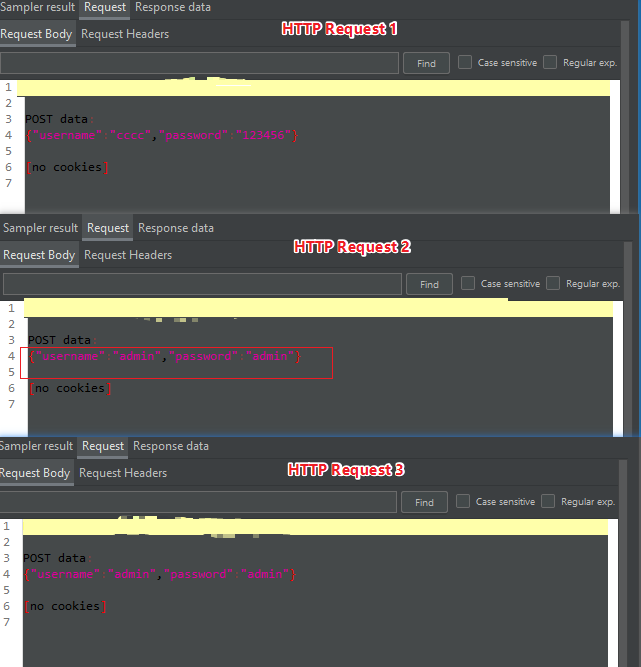 Sampler result Request Response data
HTTP Request 1
Request Body Request Headers
Find Case sensitive Regular exp.
1
2
3 POST data:
4 {"username":"cccc","password":"123456"}
5
6 [no cookies]
7
Sampler result Request Response data
HTTP Request 2
Request Body Request Headers
Find Case sensitive Regular exp.
1
2
3 POST data:
4 {"username":"admin","password":"admin"}
5
6 [no cookies]
7
Sampler result Request Response data
HTTP Request 3
Request Body Request Headers
Find Case sensitive Regular exp.
1
2
3 POST data:
4 {"username":"admin","password":"admin"}
5
6 [no cookies]
7